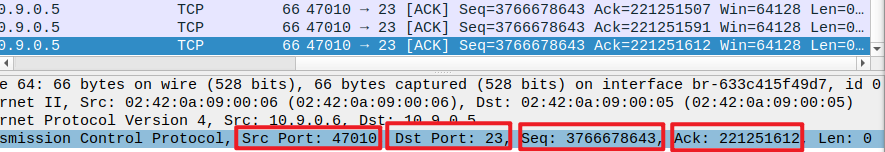 0.9.0.5 TCP 66 47010 → 23 [ACK] Seq=3766678643 Ack=221251507 Win=64128 Len=0…
0.9.0.5 TCP 66 47010 → 23 [ACK] Seq=3766678643 Ack=221251591 Win=64128 Len=0…
0.9.0.5 TCP 66 47010 → 23 [ACK] Seq=3766678643 Ack=221251612 Win=64128 Len=0…
e 64: 66 bytes on wire (528 bits), 66 bytes captured (528 bits) on interface br-633c415f49d7, id 0
ernet II, Src: 02:42:0a:09:00:06 (02:42:0a:09:00:06), Dst: 02:42:0a:09:00:05 (02:42:0a:09:00:05)
ernet Protocol Version 4, Src: 10.9.0.6, Dst: 10.9.0.5
smission Control Protocol, Src Port: 47010, Dst Port: 23, Seq: 3766678643, Ack: 221251612, Len: 0